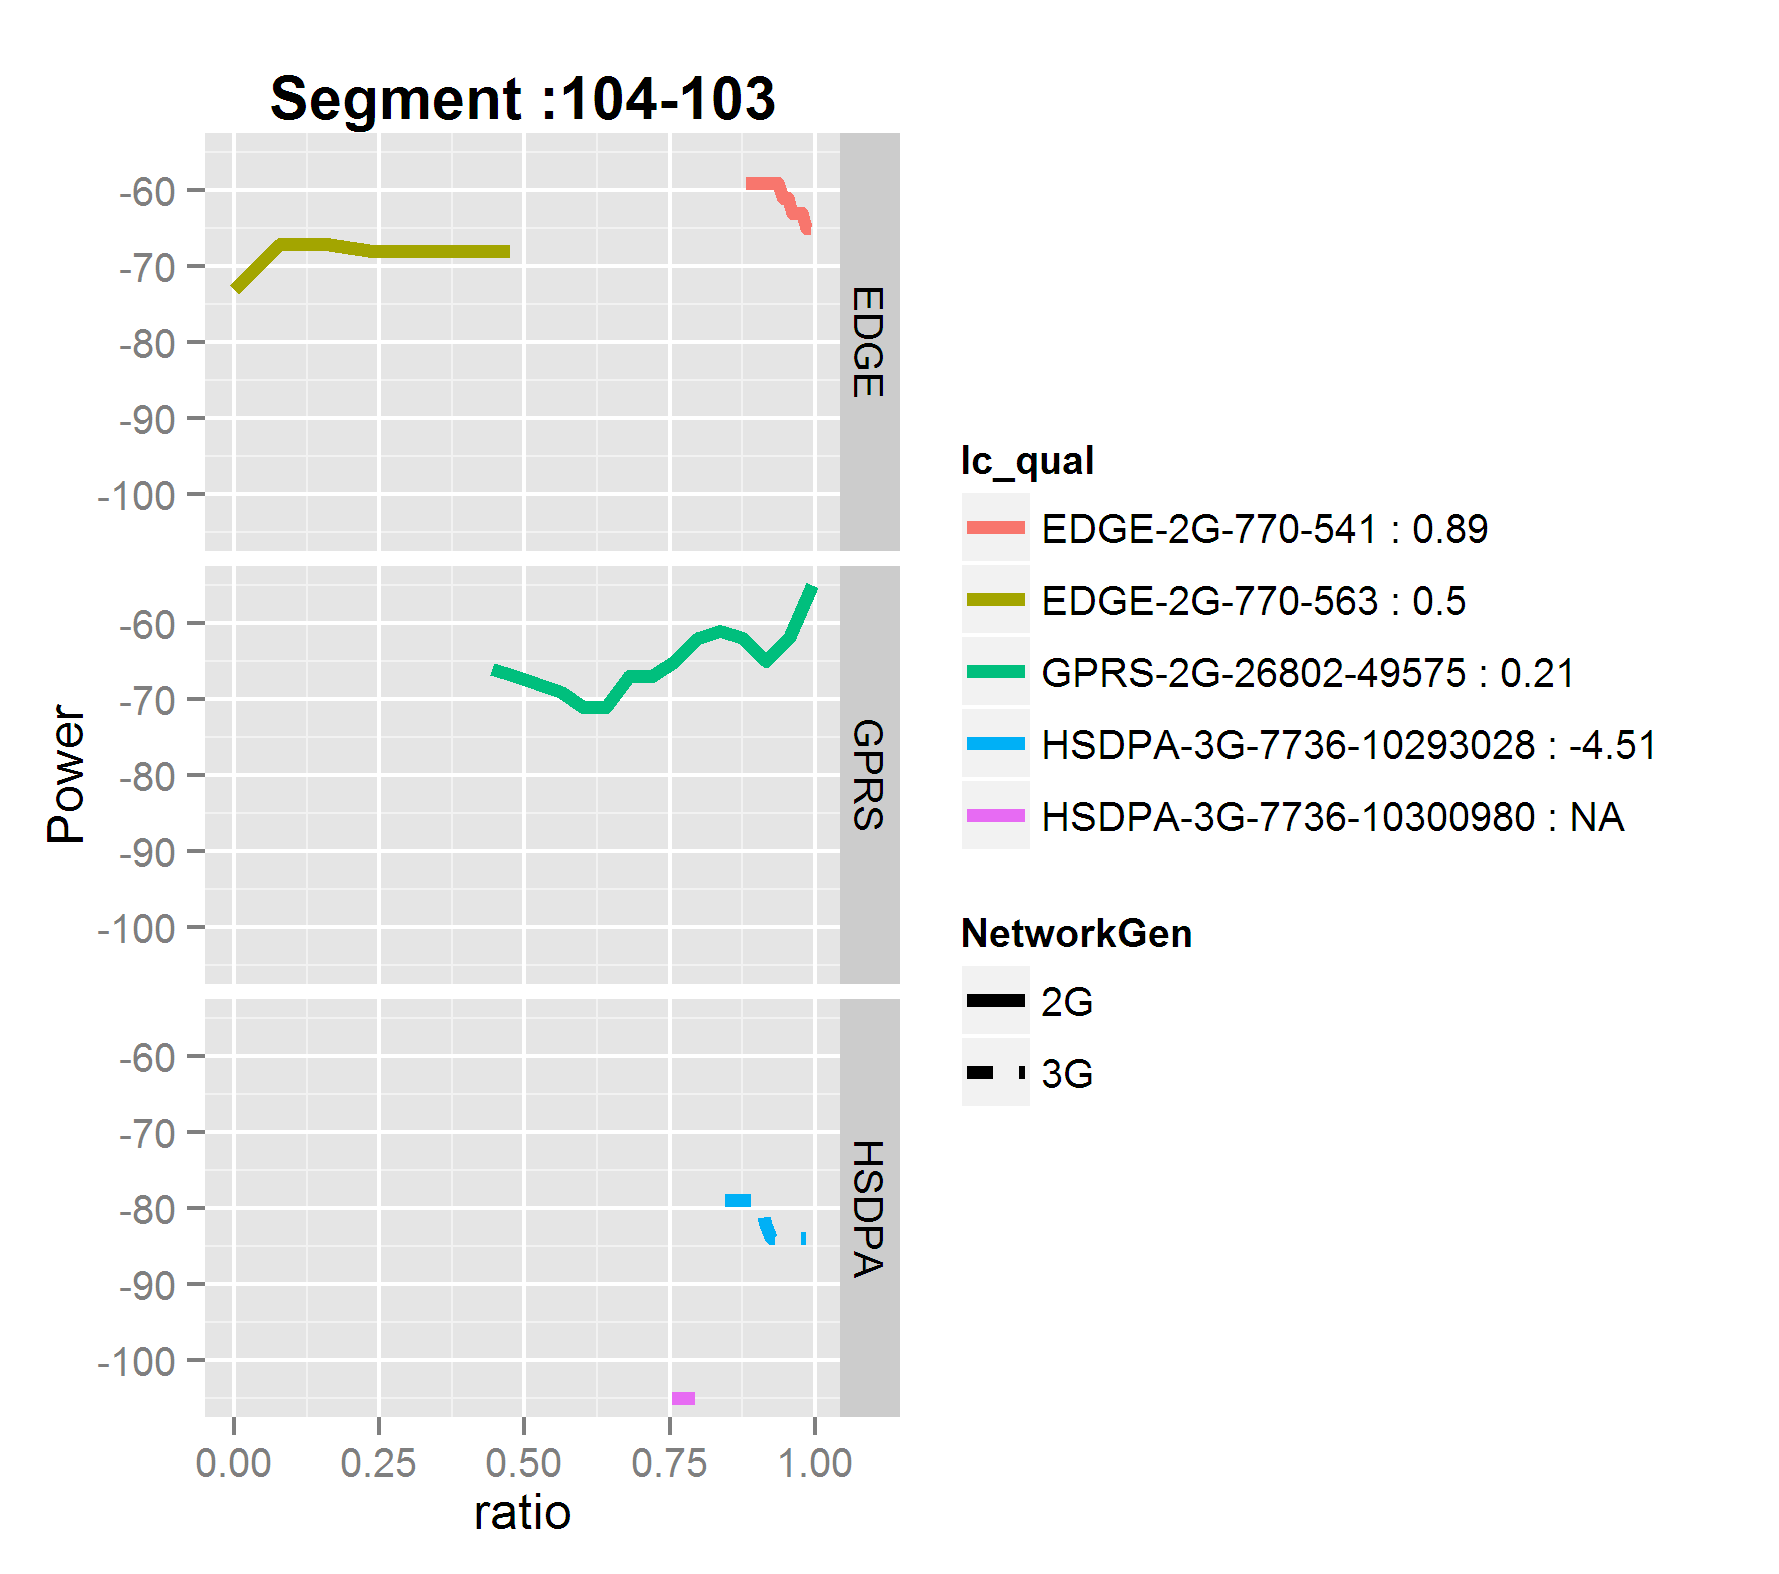 Segment :104-103
-60
-70
-80
-90
-100
EDGE
-60
-70
-80
-90
-100
GPRS
-60
-70
-80
-90
-100
HSDPA
Power
0.00 0.25 0.50 0.75 1.00
ratio
lc_qual
EDGE-2G-770-541 : 0.89
EDGE-2G-770-563 : 0.5
GPRS-2G-26802-49575 : 0.21
HSDPA-3G-7736-10293028 : -4.51
HSDPA-3G-7736-10300980 : NA
NetworkGen
2G
3G